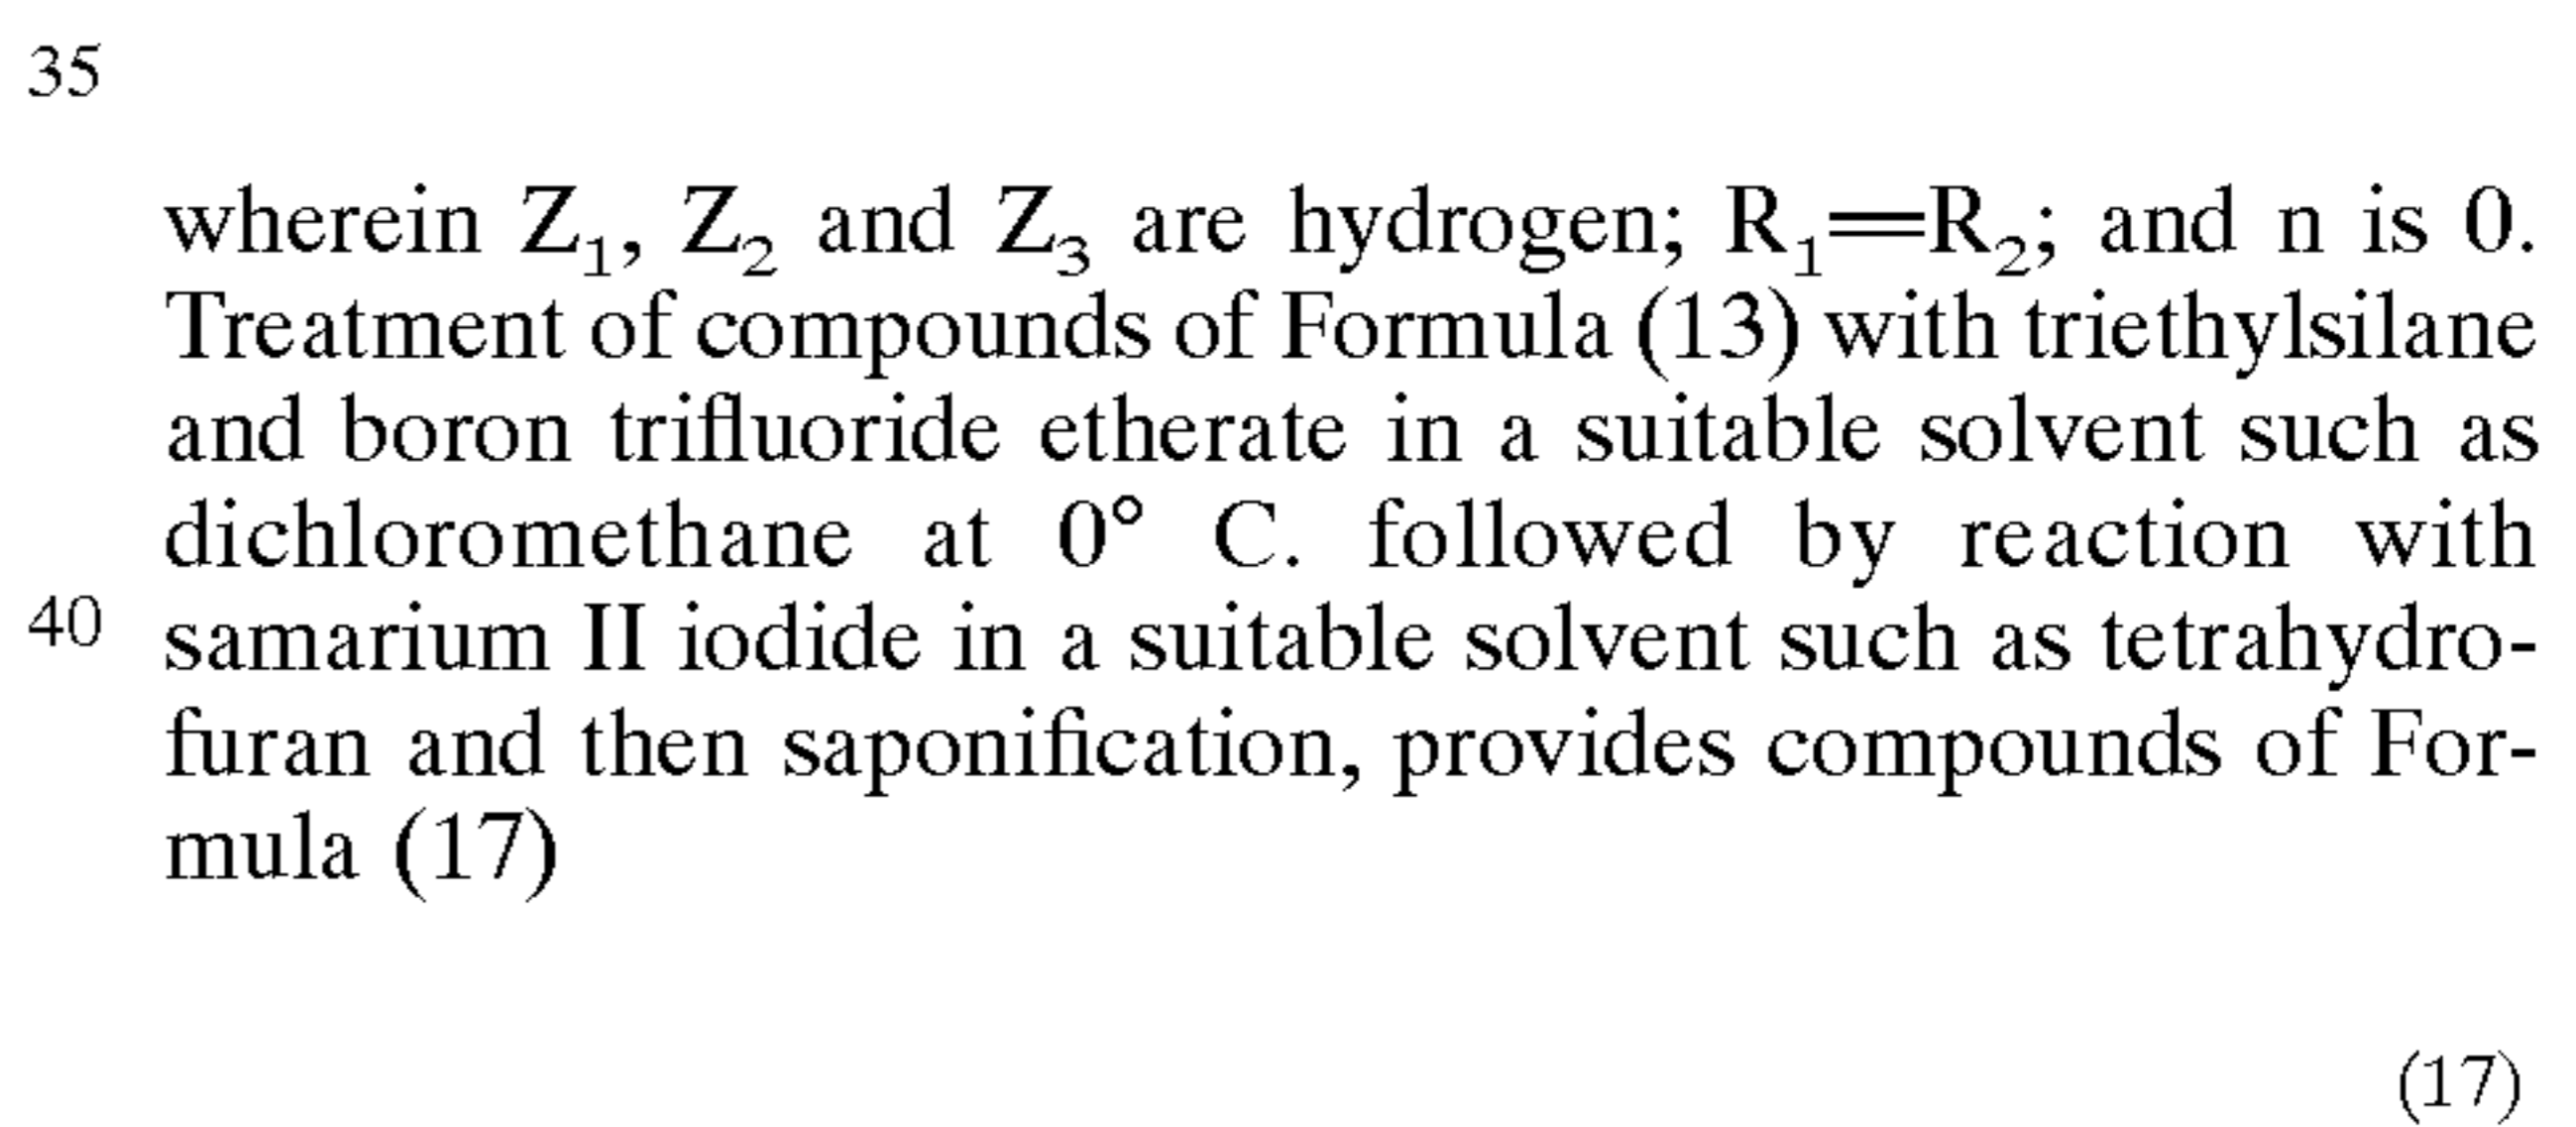 35
wherein Z₁, Z₂ and Z₃ are hydrogen; R₁═R₂; and n is 0.
Treatment of compounds of Formula (13) with triethylsilane
and boron trifluoride etherate in a suitable solvent such as
dichloromethane at 0° C. followed by reaction with
40 samarium II iodide in a suitable solvent such as tetrahydro-
furan and then saponification, provides compounds of For-
mula (17)
(17)